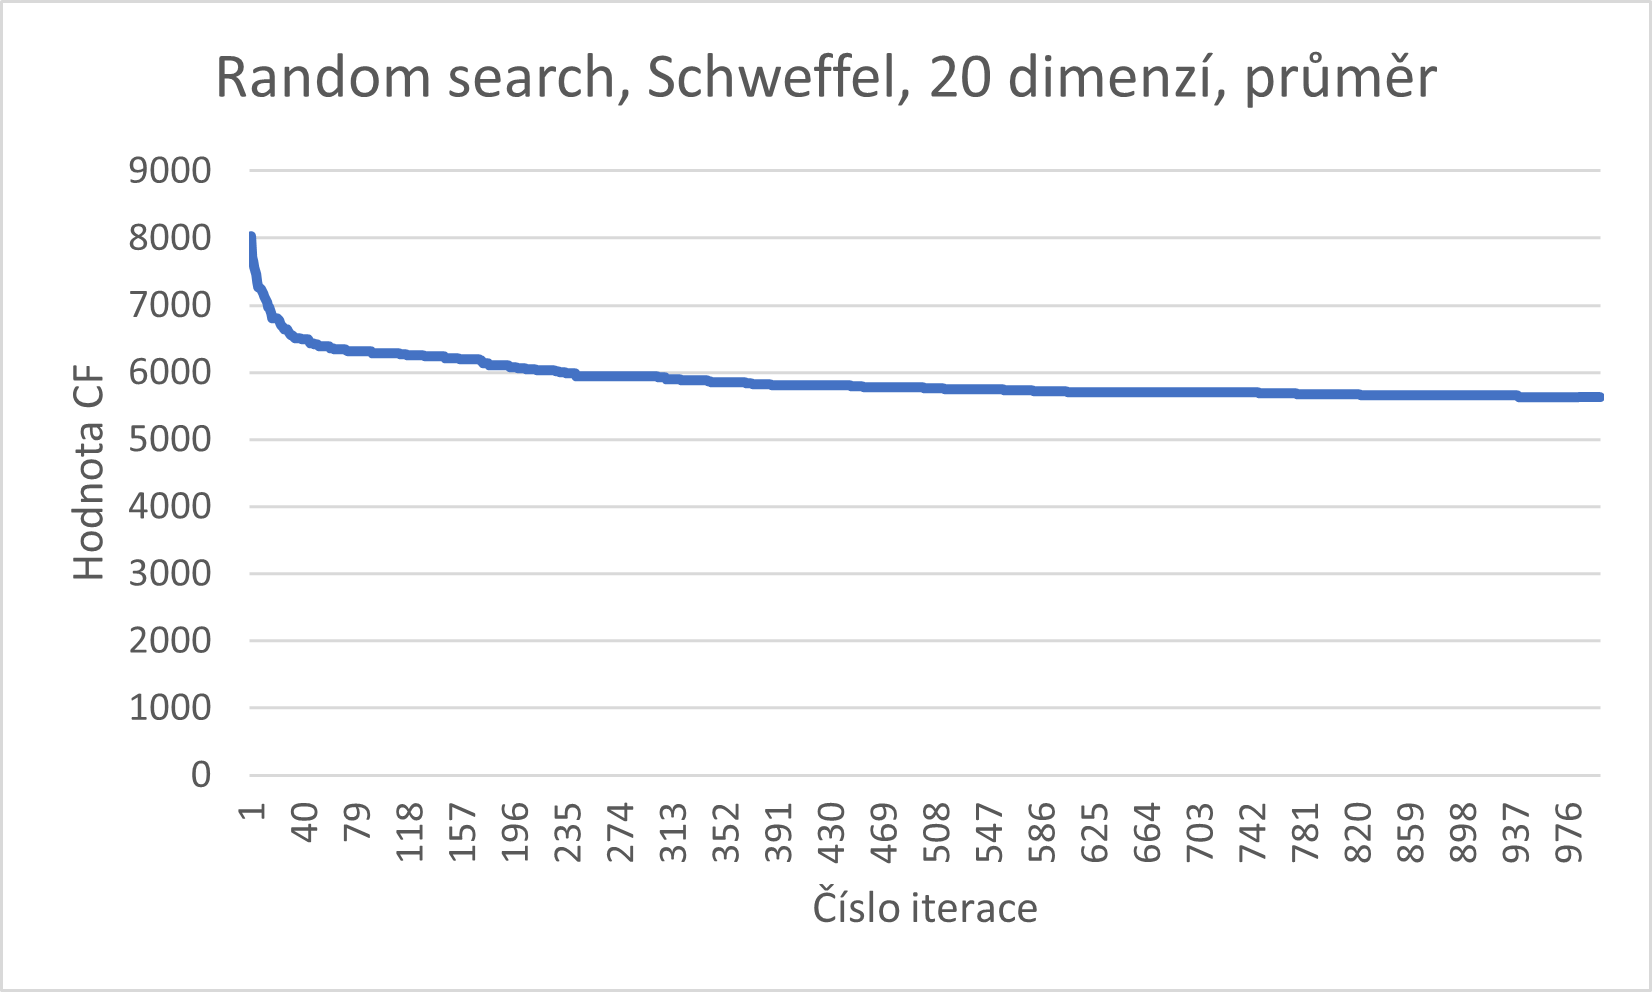 Random search, Schweffel, 20 dimenzí, průměr
9000
8000
7000
6000
5000
4000
3000
2000
1000
0
Hodnota CF
1 40 79 118 157 196 235 274 313 352 391 430 469 508 547 586 625 664 703 742 781 820 859 898 937 976
Číslo iterace